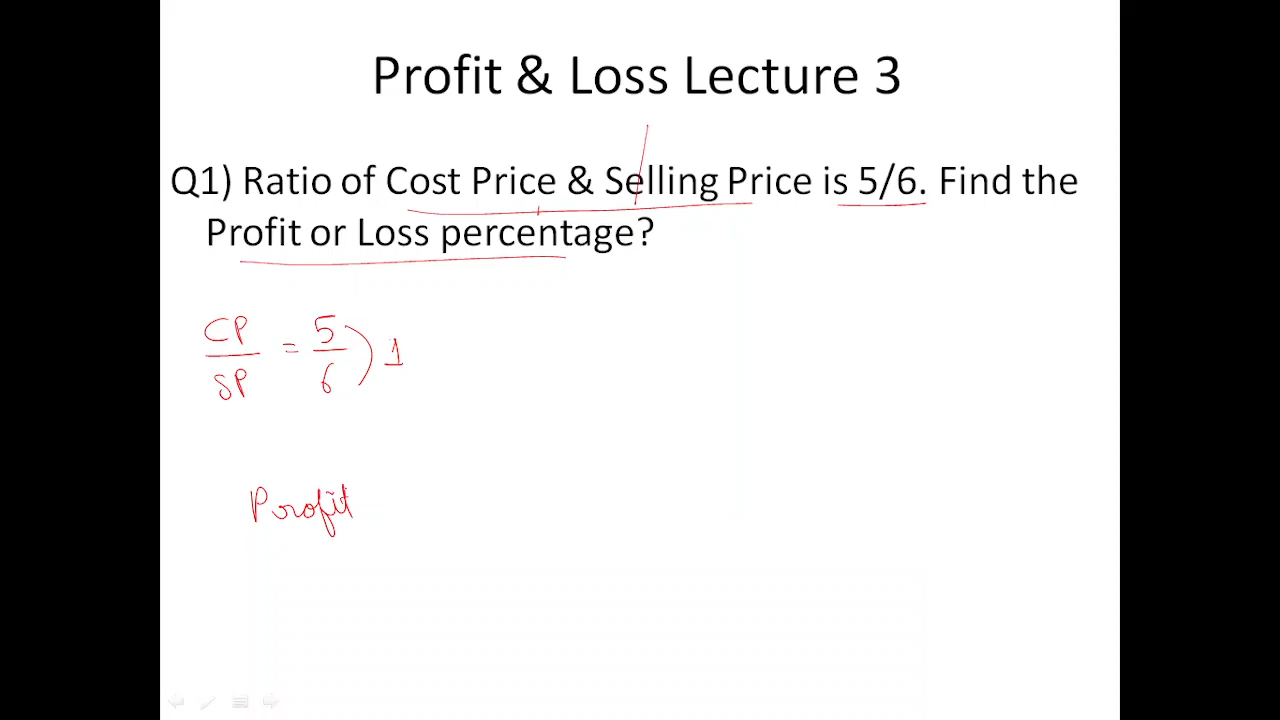 Profit & Loss Lecture 3
Q1) Ratio of Cost Price & Selling Price is 5/6. Find the
Profit or Loss percentage?
CP/SP = 5/6 ) 1
Profit